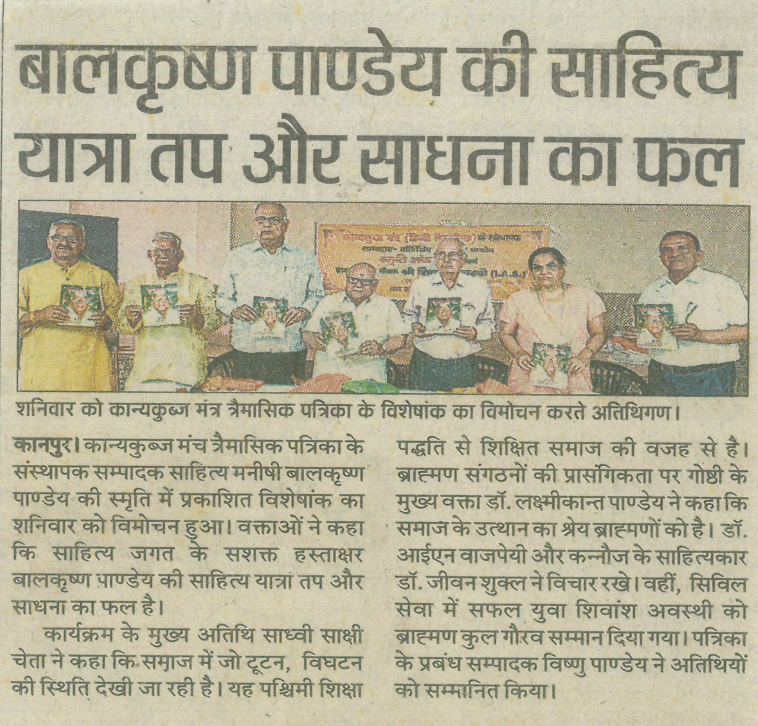 बालकृष्ण पाण्डेय की साहित्य
यात्रा तप और साधना का फल
शनिवार को कान्यकुब्ज मंत्र त्रैमासिक पत्रिका के विशेषांक का विमोचन करते अतिथिगण।
कानपुर। कान्यकुब्ज मंच त्रैमासिक पत्रिका के
संस्थापक सम्पादक साहित्य मनीषी बालकृष्ण
पाण्डेय की स्मृति में प्रकाशित विशेषांक का
शनिवार को विमोचन हुआ। वक्ताओं ने कहा
कि साहित्य जगत के सशक्त हस्ताक्षर
बालकृष्ण पाण्डेय की साहित्य यात्रा तप और
साधना का फल है।
कार्यक्रम के मुख्य अतिथि साध्वी साक्षी
चेता ने कहा कि समाज में जो टूटन, विघटन
की स्थिति देखी जा रही है। यह पश्चिमी शिक्षा
पद्धति से शिक्षित समाज की वजह से है।
ब्राह्मण संगठनों की प्रासंगिकता पर गोष्ठी के
मुख्य वक्ता डॉ. लक्ष्मीकान्त पाण्डेय ने कहा कि
समाज के उत्थान का श्रेय ब्राह्मणों को है। डॉ.
आईएन वाजपेयी और कन्नौज के साहित्यकार
डॉ. जीवन शुक्ल ने विचार रखे। वहीं, सिविल
सेवा में सफल युवा शिवांश अवस्थी को
ब्राह्मण कुल गौरव सम्मान दिया गया। पत्रिका
के प्रबंध सम्पादक विष्णु पाण्डेय ने अतिथियों
को सम्मानित किया।